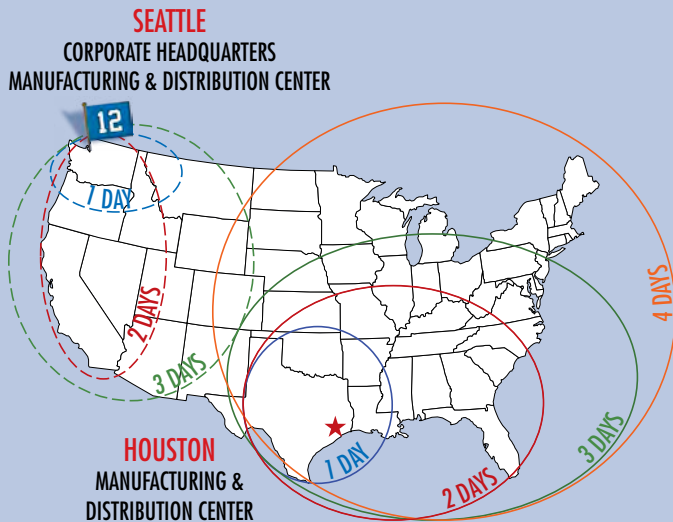 SEATTLE
CORPORATE HEADQUARTERS
MANUFACTURING & DISTRIBUTION CENTER
12
1 DAY
2 DAYS
3 DAYS
4 DAYS
3 DAYS
2 DAYS
1 DAY
HOUSTON
MANUFACTURING &
DISTRIBUTION CENTER